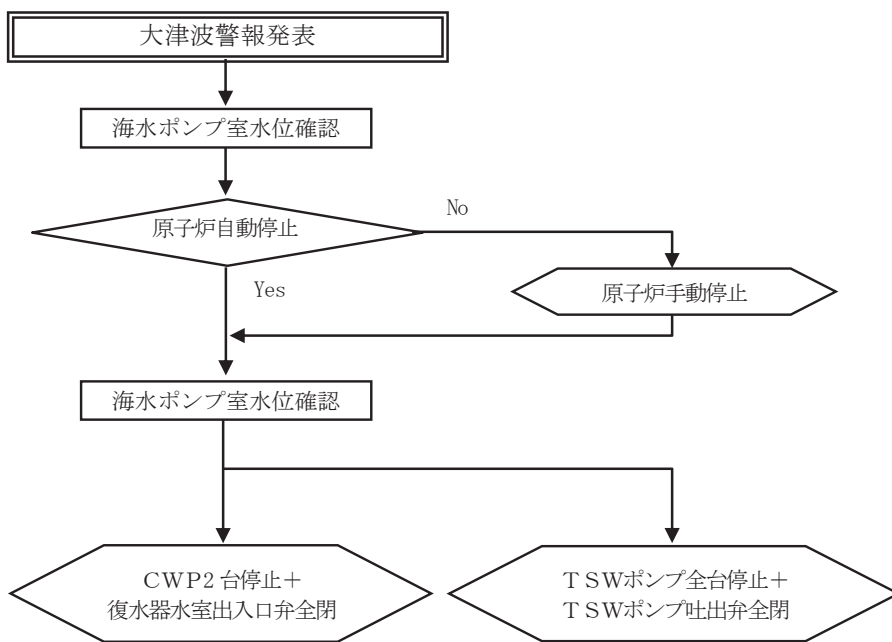 大津波警報発表
海水ポンプ室水位確認
原子炉自動停止
No
Yes
原子炉手動停止
海水ポンプ室水位確認
CWP2 台停止＋
復水器水室出入口弁全閉
ＴＳＷポンプ全台停止＋
ＴＳＷポンプ吐出弁全閉